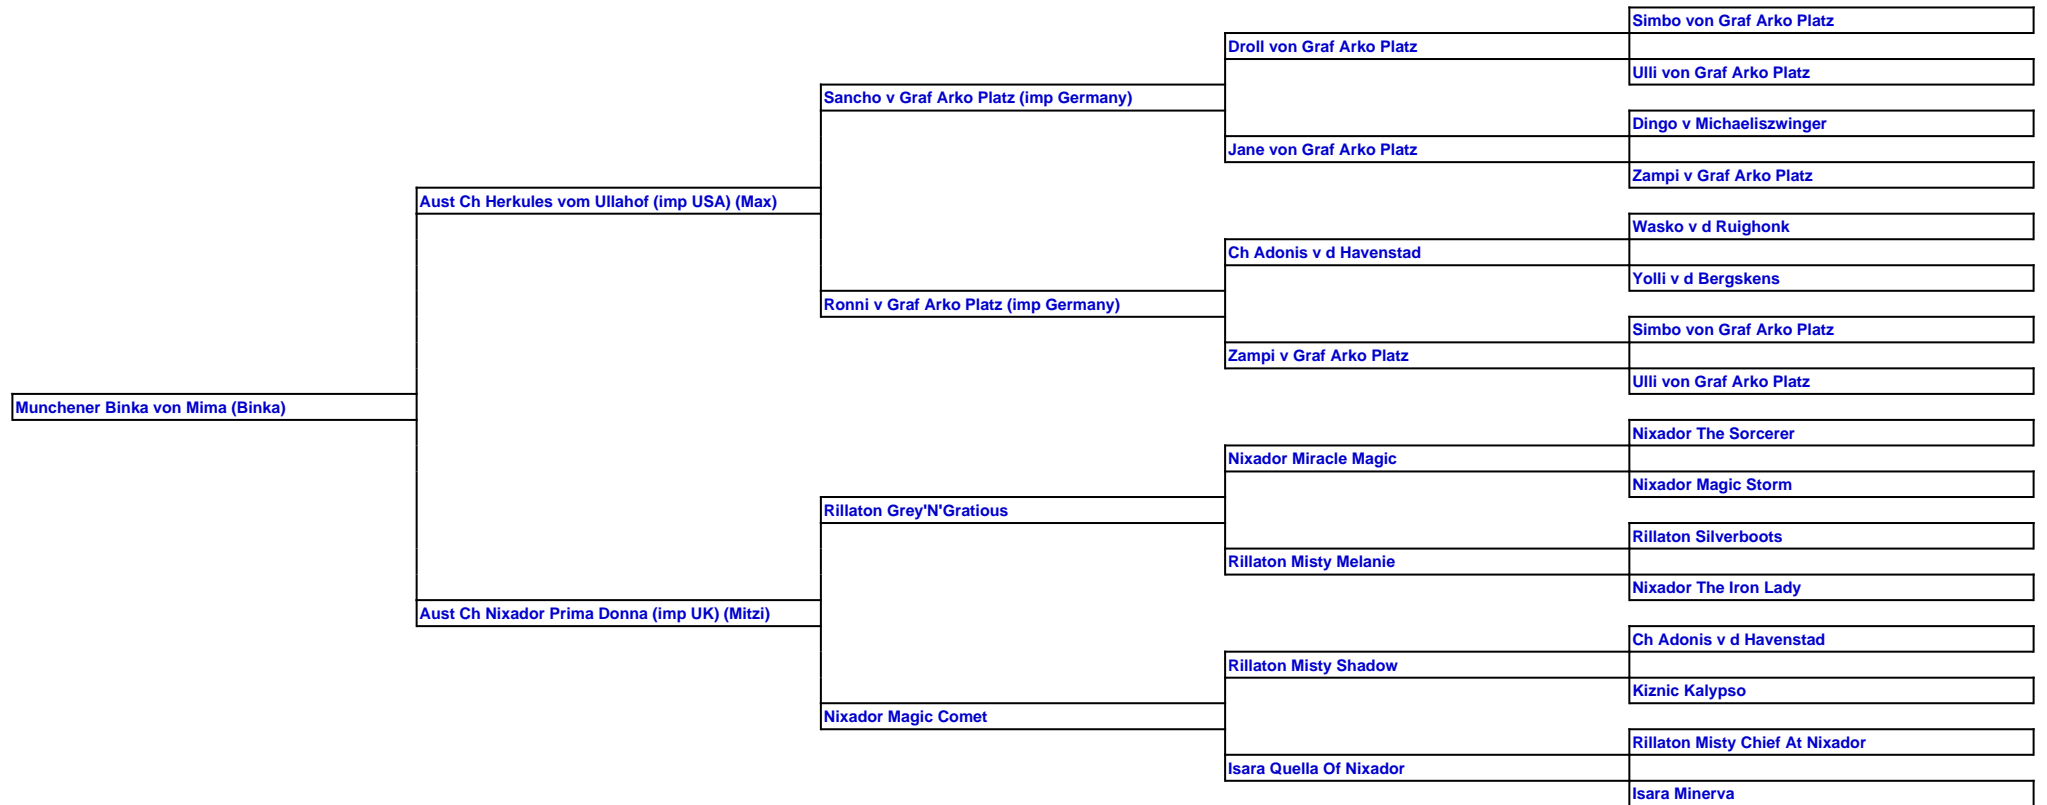 Simbo von Graf Arko Platz
Droll von Graf Arko Platz
Ulli von Graf Arko Platz
Sancho v Graf Arko Platz (imp Germany)
Dingo v Michaeliszwinger
Jane von Graf Arko Platz
Zampi v Graf Arko Platz
Aust Ch Herkules vom Ullahof (imp USA) (Max)
Wasko v d Ruighonk
Ch Adonis v d Havenstad
Yolli v d Bergskens
Ronni v Graf Arko Platz (imp Germany)
Simbo von Graf Arko Platz
Zampi v Graf Arko Platz
Ulli von Graf Arko Platz
Munchener Binka von Mima (Binka)
Nixador The Sorcerer
Nixador Miracle Magic
Nixador Magic Storm
Rillaton Grey'N'Gratious
Rillaton Silverboots
Rillaton Misty Melanie
Nixador The Iron Lady
Aust Ch Nixador Prima Donna (imp UK) (Mitzi)
Ch Adonis v d Havenstad
Rillaton Misty Shadow
Kiznic Kalypso
Nixador Magic Comet
Rillaton Misty Chief At Nixador
Isara Quella Of Nixador
Isara Minerva